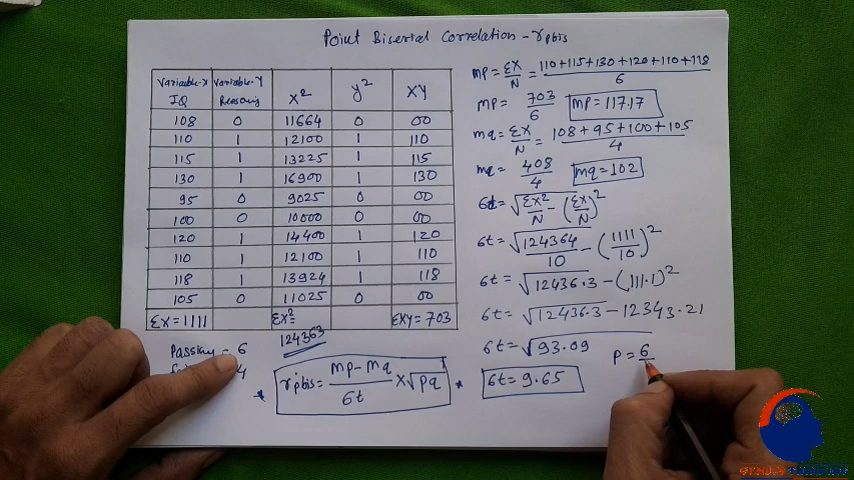 Point Biserial Correlation - rpbis
Variable-X Variable-Y X² y² XY
IQ Reasoning
108 0 11664 0 00
110 1 12100 1 110
115 1 13225 1 115
130 1 16900 1 130
95 0 9025 0 00
100 0 10000 0 00
120 1 14400 1 120
110 1 12100 1 110
118 1 13924 1 118
105 0 11025 0 00
ΣX=1111 ΣX²= ΣXY=703
124363
Passing = 6
4
* rpbis = Mp-Mq/6t × √pq *
MP = ΣX/N = 110+115+130+120+110+118/6
MP = 703/6 MP=117.17
mq = ΣX/N = 108+95+100+105/4
mq = 408/4 mq=102
6t = √ΣX²/N - (ΣX/N)²
6t = √124364/10 - (1111/10)²
6t = √12436.3 - (111.1)²
6t = √12436.3 - 12343.21
6t = √93.09
6t = 9.65
P = 6